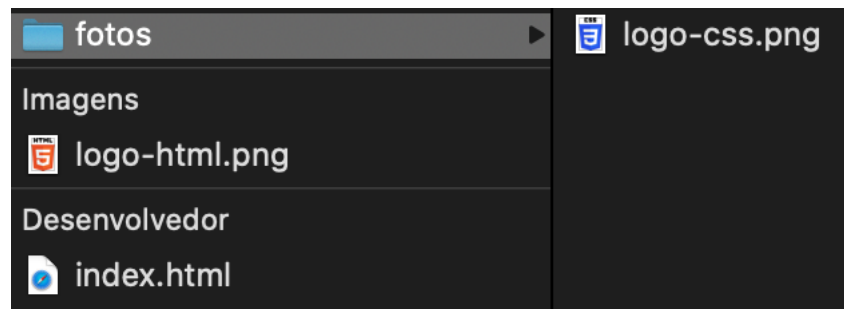 fotos
logo-css.png
Imagens
logo-html.png
Desenvolvedor
index.html